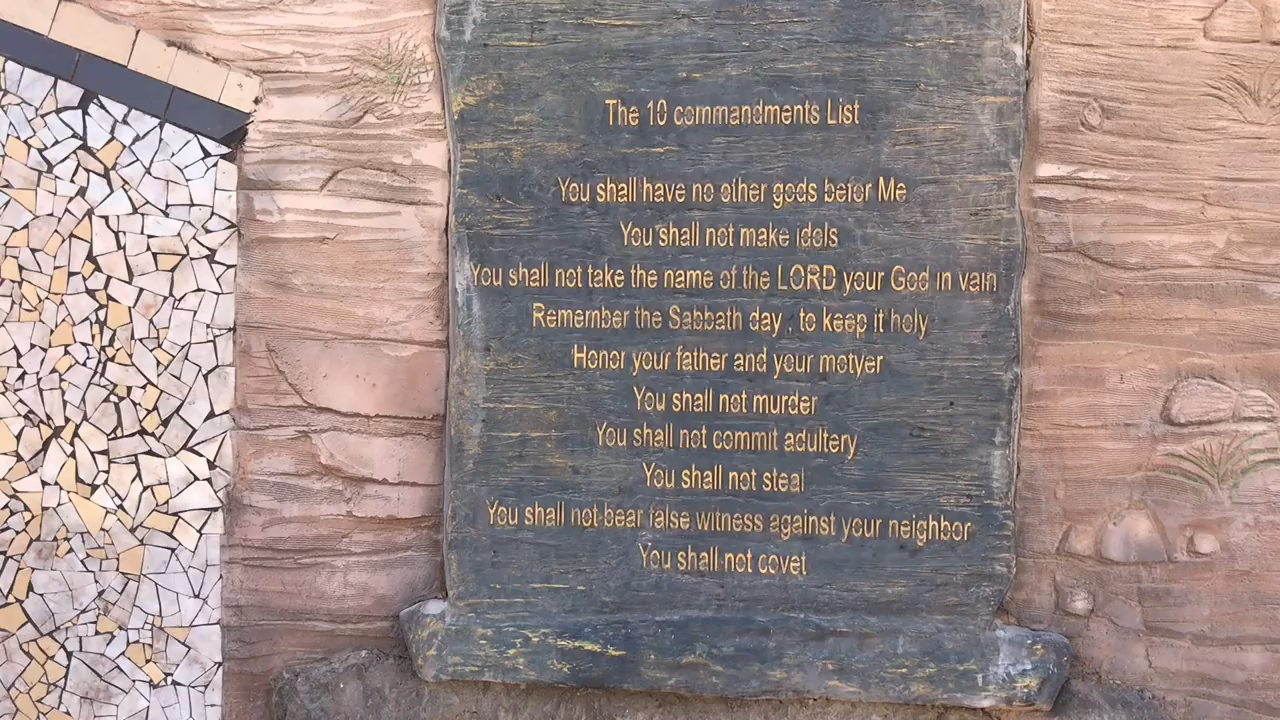 The 10 commandments List
You shall have no other gods befor Me
You shall not make idols
You shall not take the name of the LORD your God in vain
Remember the Sabbath day , to keep it holy
Honor your father and your motyer
You shall not murder
You shall not commit adultery
You shall not steal
You shall not bear false witness against your neighbor
You shall not covet